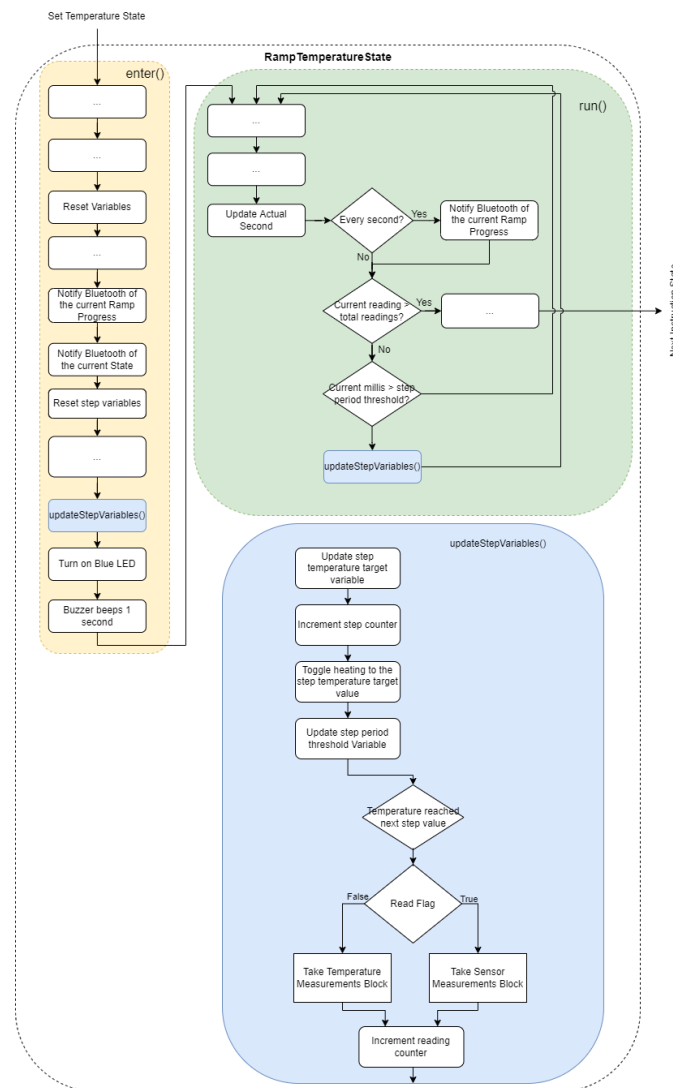 Set Temperature State
RampTemperatureState
enter()
...
...
Reset Variables
...
Notify Bluetooth of
the current Ramp
Progress
Notify Bluetooth of
the current State
Reset step variables
...
updateStepVariables()
Turn on Blue LED
Buzzer beeps 1
second
run()
...
...
Update Actual
Second
Every second?
Yes
Notify Bluetooth of
the current Ramp
Progress
No
Current reading >
total readings?
Yes
...
Next Instruction State
No
Current millis > step
period threshold?
updateStepVariables()
updateStepVariables()
Update step
temperature target
variable
Increment step counter
Toggle heating to the
step temperature target
value
Update step period
threshold Variable
Temperature reached
next step value
Read Flag
False
True
Take Temperature
Measurements Block
Take Sensor
Measurements Block
Increment reading
counter